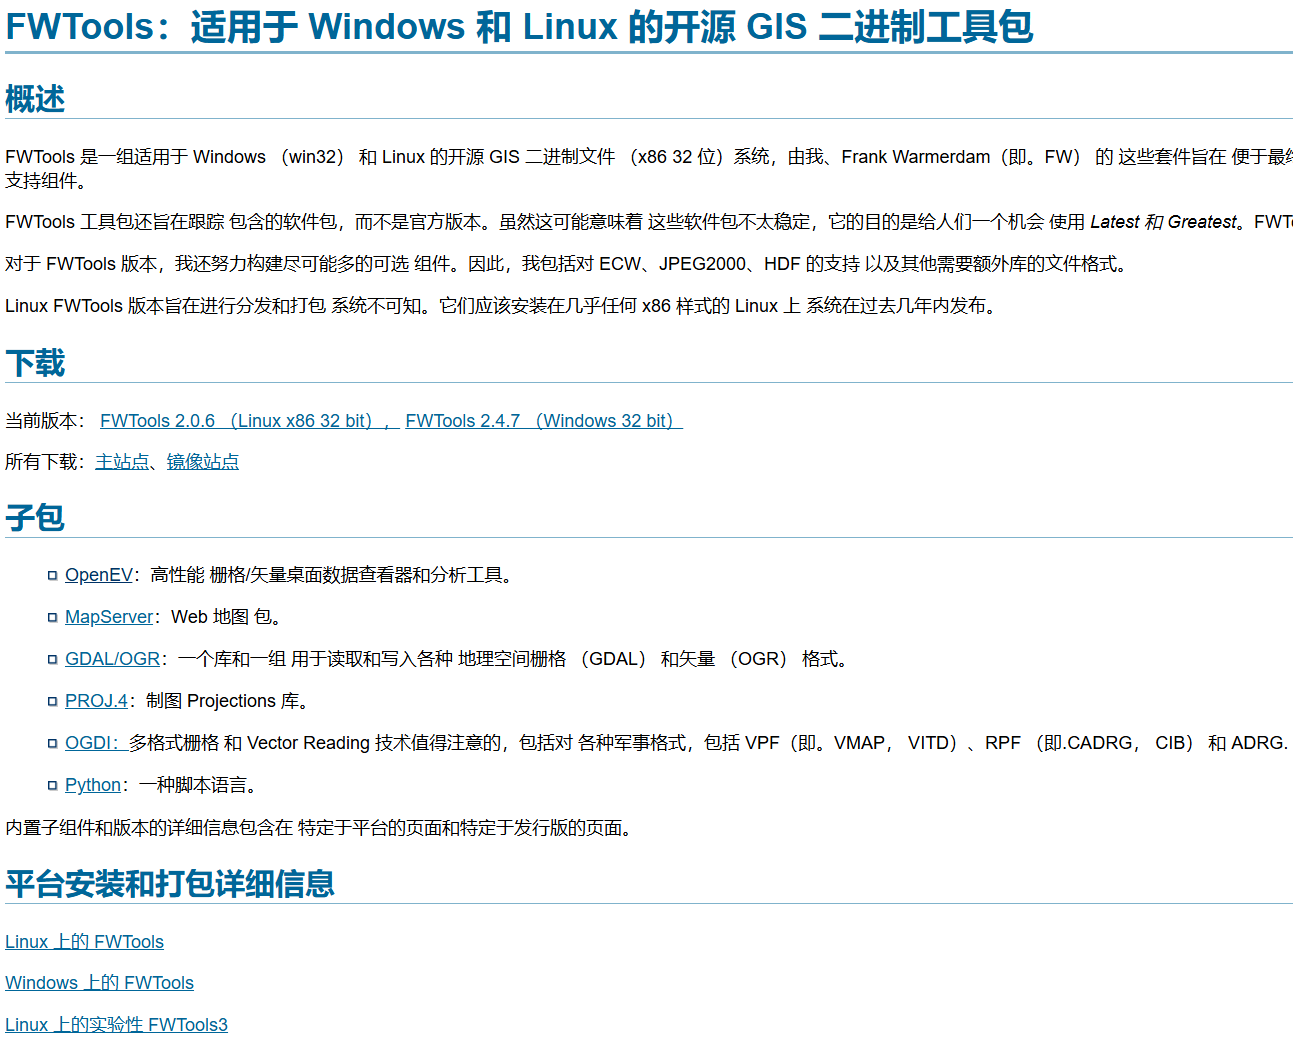 FWTools：适用于 Windows 和 Linux 的开源 GIS 二进制工具包
概述
FWTools 是一组适用于 Windows （win32） 和 Linux 的开源 GIS 二进制文件 （x86 32 位）系统，由我、Frank Warmerdam（即。FW） 的 这些套件旨在 便于最终
支持组件。
FWTools 工具包还旨在跟踪 包含的软件包，而不是官方版本。虽然这可能意味着 这些软件包不太稳定，它的目的是给人们一个机会 使用 Latest 和 Greatest。FWTo
对于 FWTools 版本，我还努力构建尽可能多的可选 组件。因此，我包括对 ECW、JPEG2000、HDF 的支持 以及其他需要额外库的文件格式。
Linux FWTools 版本旨在进行分发和打包 系统不可知。它们应该安装在几乎任何 x86 样式的 Linux 上 系统在过去几年内发布。
下载
当前版本： FWTools 2.0.6 （Linux x86 32 bit）， FWTools 2.4.7 （Windows 32 bit）
所有下载：主站点、镜像站点
子包
OpenEV：高性能 栅格/矢量桌面数据查看器和分析工具。
MapServer：Web 地图 包。
GDAL/OGR：一个库和一组 用于读取和写入各种 地理空间栅格 （GDAL） 和矢量 （OGR） 格式。
PROJ.4：制图 Projections 库。
OGDI：多格式栅格 和 Vector Reading 技术值得注意的，包括对 各种军事格式，包括 VPF（即。VMAP， VITD）、RPF （即.CADRG， CIB） 和 ADRG.
Python：一种脚本语言。
内置子组件和版本的详细信息包含在 特定于平台的页面和特定于发行版的页面。
平台安装和打包详细信息
Linux 上的 FWTools
Windows 上的 FWTools
Linux 上的实验性 FWTools3